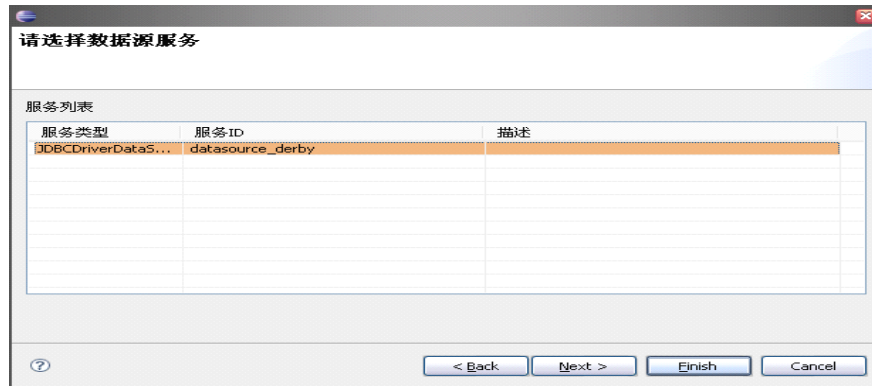 请选择数据源服务
服务列表
服务类型 服务ID 描述
JDBCDriverDataS... datasource_derby
?
< Back Next > Finish Cancel